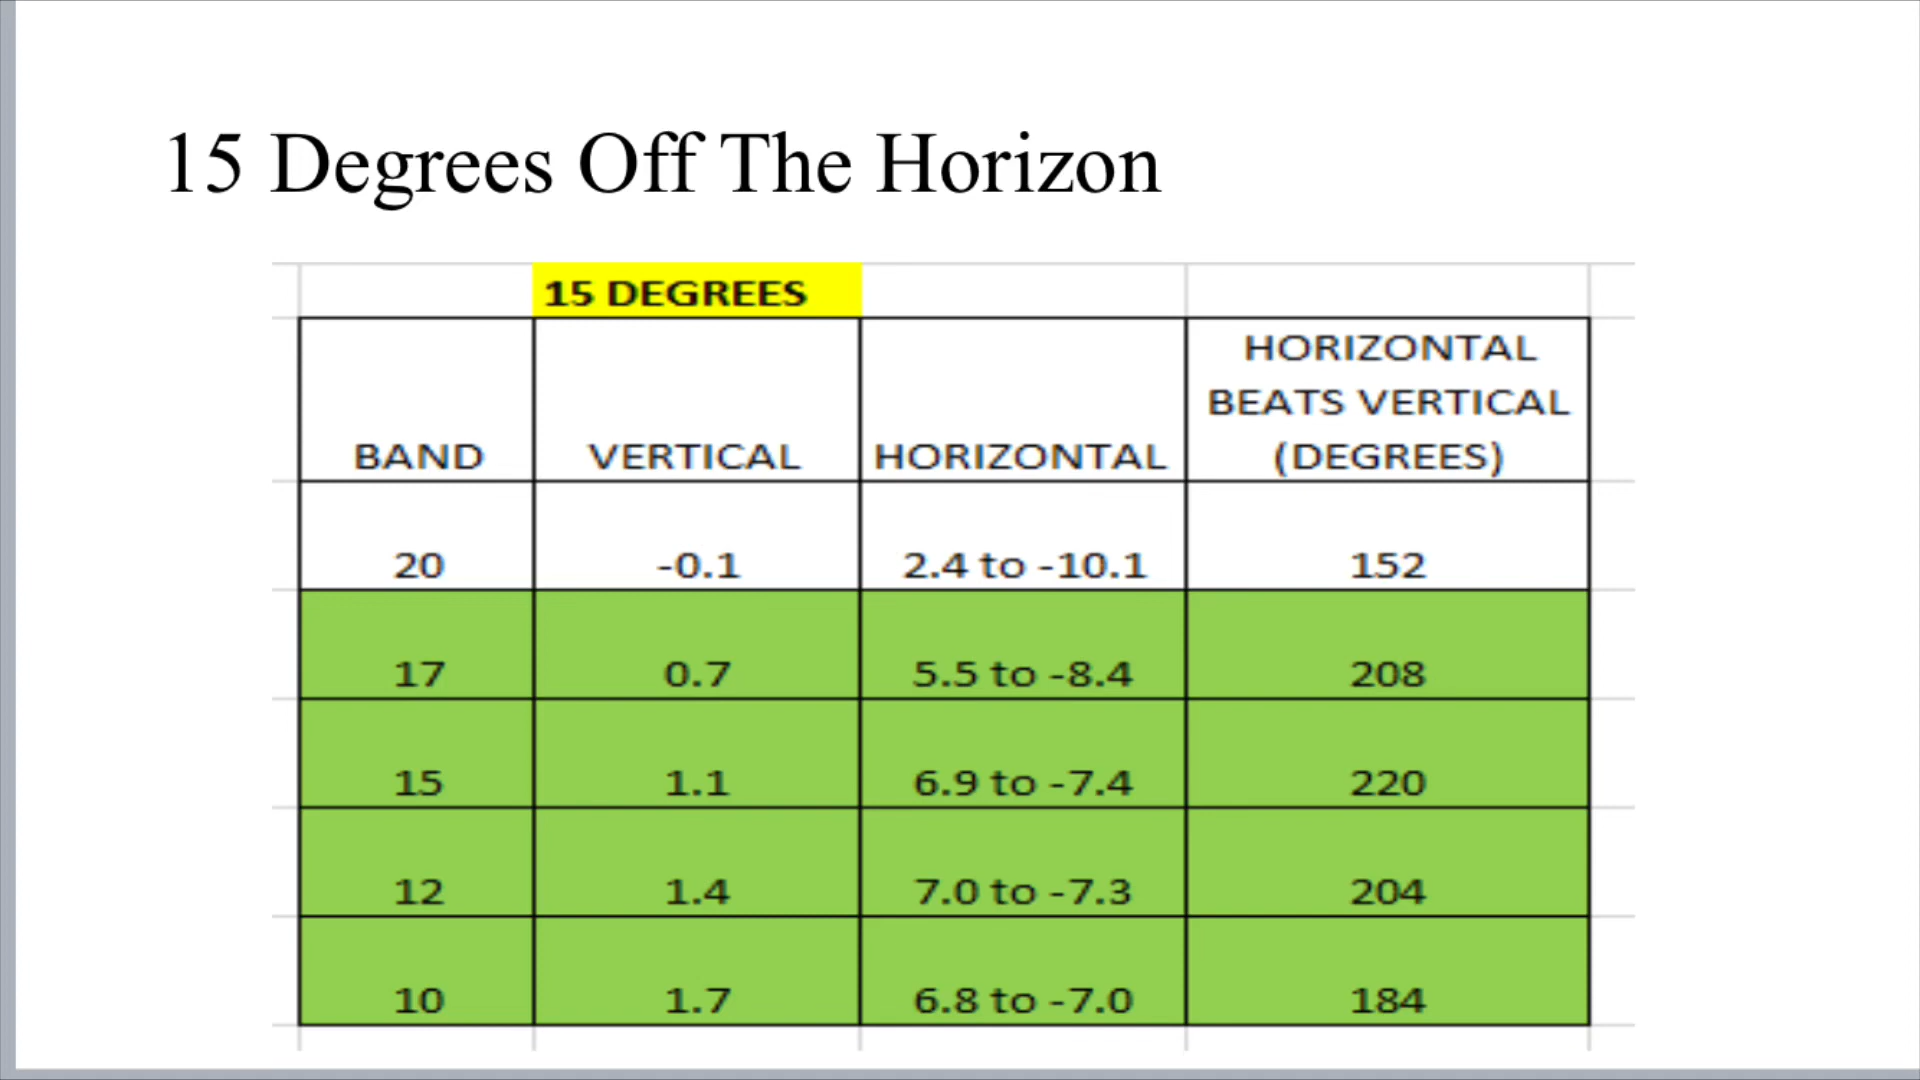 15 Degrees Off The Horizon
15 DEGREES
BAND VERTICAL HORIZONTAL HORIZONTAL
BEATS VERTICAL
(DEGREES)
20 -0.1 2.4 to -10.1 152
17 0.7 5.5 to -8.4 208
15 1.1 6.9 to -7.4 220
12 1.4 7.0 to -7.3 204
10 1.7 6.8 to -7.0 184